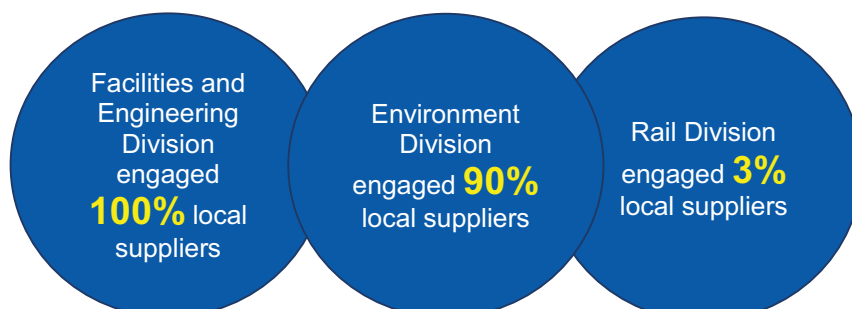 Facilities and
Engineering
Division
engaged
100% local
suppliers
Environment
Division
engaged 90%
local suppliers
Rail Division
engaged 3%
local suppliers